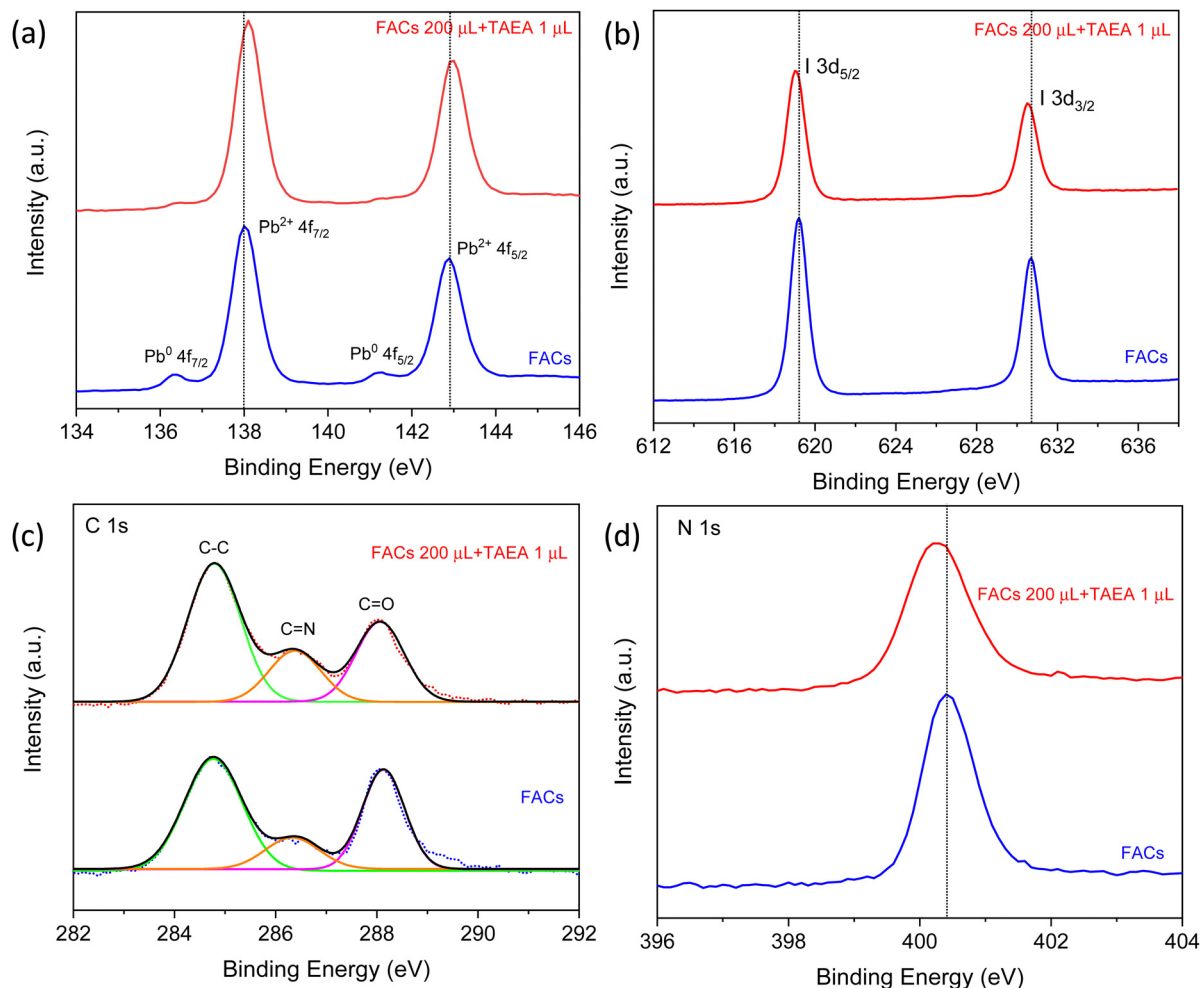 (a)
FACs 200 μL+TAEA 1 μL
Pb²⁺ 4f₇/₂
Pb²⁺ 4f₅/₂
Pb⁰ 4f₇/₂
Pb⁰ 4f₅/₂
FACs
Intensity (a.u.)
134 136 138 140 142 144 146
Binding Energy (eV)
(b)
FACs 200 μL+TAEA 1 μL
I 3d₅/₂
I 3d₃/₂
FACs
Intensity (a.u.)
612 616 620 624 628 632 636
Binding Energy (eV)
(c)
C 1s
FACs 200 μL+TAEA 1 μL
C-C
C=N
C=O
FACs
Intensity (a.u.)
282 284 286 288 290 292
Binding Energy (eV)
(d)
N 1s
FACs 200 μL+TAEA 1 μL
FACs
Intensity (a.u.)
396 398 400 402 404
Binding Energy (eV)